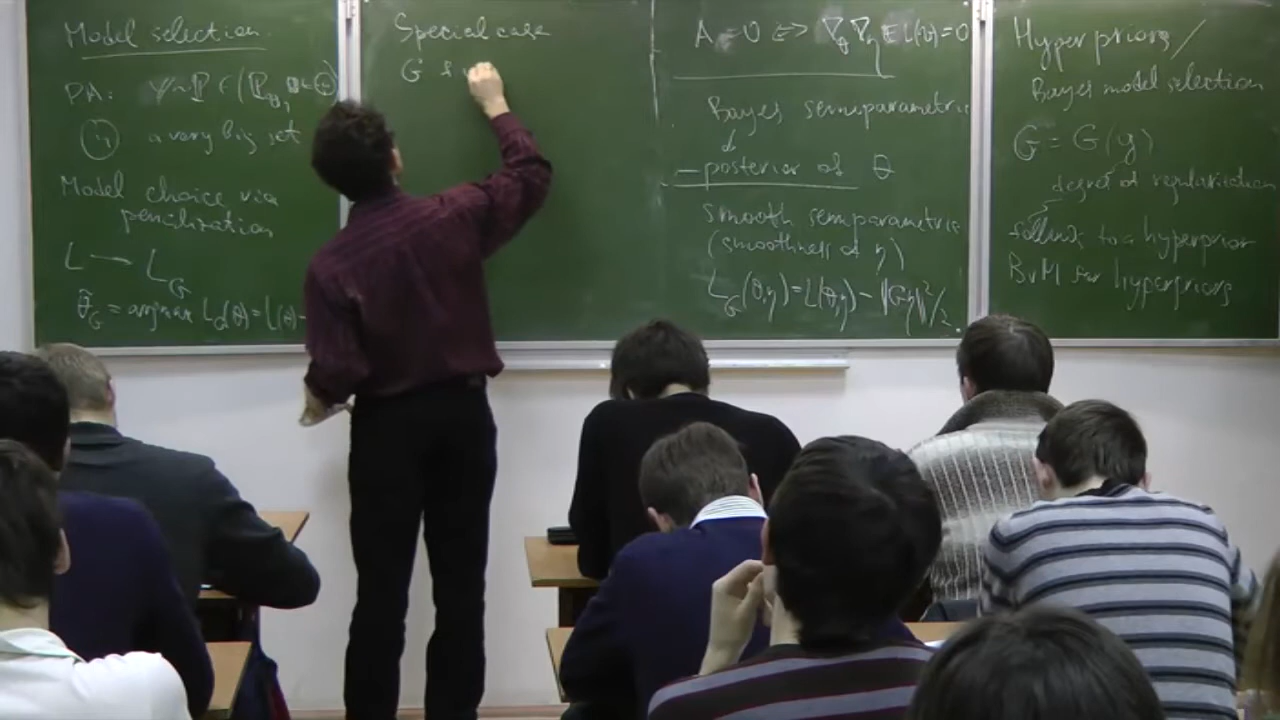 Model selection.
PA: Y ~ ℙ ∈ (ℙ_θ, θ ∈ Θ)
a very big set
Model choice via
penalization
L → L_G
θ̃_G = argmax L_G(θ) = L(θ) -
Special case
G
A = 0 ⇔ ∇_θ ∇_η E L(υ) = 0
Bayes semiparametric
↓
- posterior of θ
Smooth semiparametric
(smoothness of η)
L_G(θ,η) = L(θ,η) - ‖Gη‖²/2
Hyperpriors /
Bayes model selection
G = G(g)
degree of regularization
to a hyperprior
BvM for hyperpriors